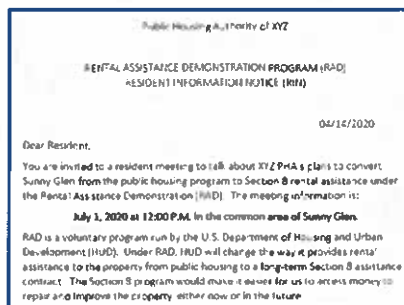 Public Housing Authority of XYZ
RENTAL ASSISTANCE DEMONSTRATION PROGRAM (RAD)
RESIDENT INFORMATION NOTICE (RIN)
04/14/2020
Dear Resident,
You are invited to a resident meeting to talk about XYZ PHA's plans to convert
Sunny Glen from the public housing program to Section 8 rental assistance under
the Rental Assistance Demonstration (RAD). The meeting information is:
July 1, 2020 at 12:00 P.M. in the common area of Sunny Glen.
RAD is a voluntary program run by the U.S. Department of Housing and Urban
Development (HUD). Under RAD, HUD will change the way it provides rental
assistance to the property from public housing to a long-term Section 8 assistance
contract. The Section 8 program would make it easier for us to access money to
repair and improve the property either now or in the future